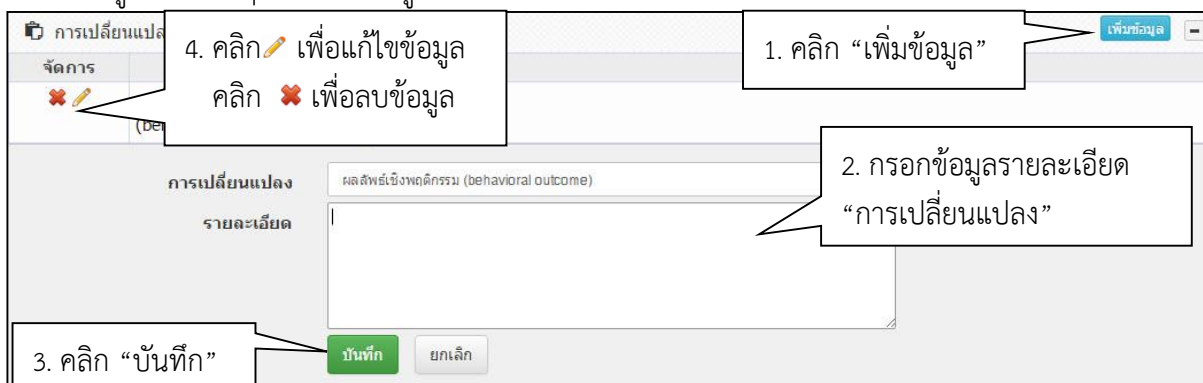 การเปลี่ยนแปล
เพิ่มข้อมูล
4. คลิก เพื่อแก้ไขข้อมูล
คลิก เพื่อลบข้อมูล
1. คลิก “เพิ่มข้อมูล”
จัดการ
2. กรอกข้อมูลรายละเอียด
“การเปลี่ยนแปลง”
การเปลี่ยนแปลง
ผลลัพธ์เชิงพฤติกรรม (behavioral outcome)
รายละเอียด
3. คลิก “บันทึก”
บันทึก
ยกเลิก